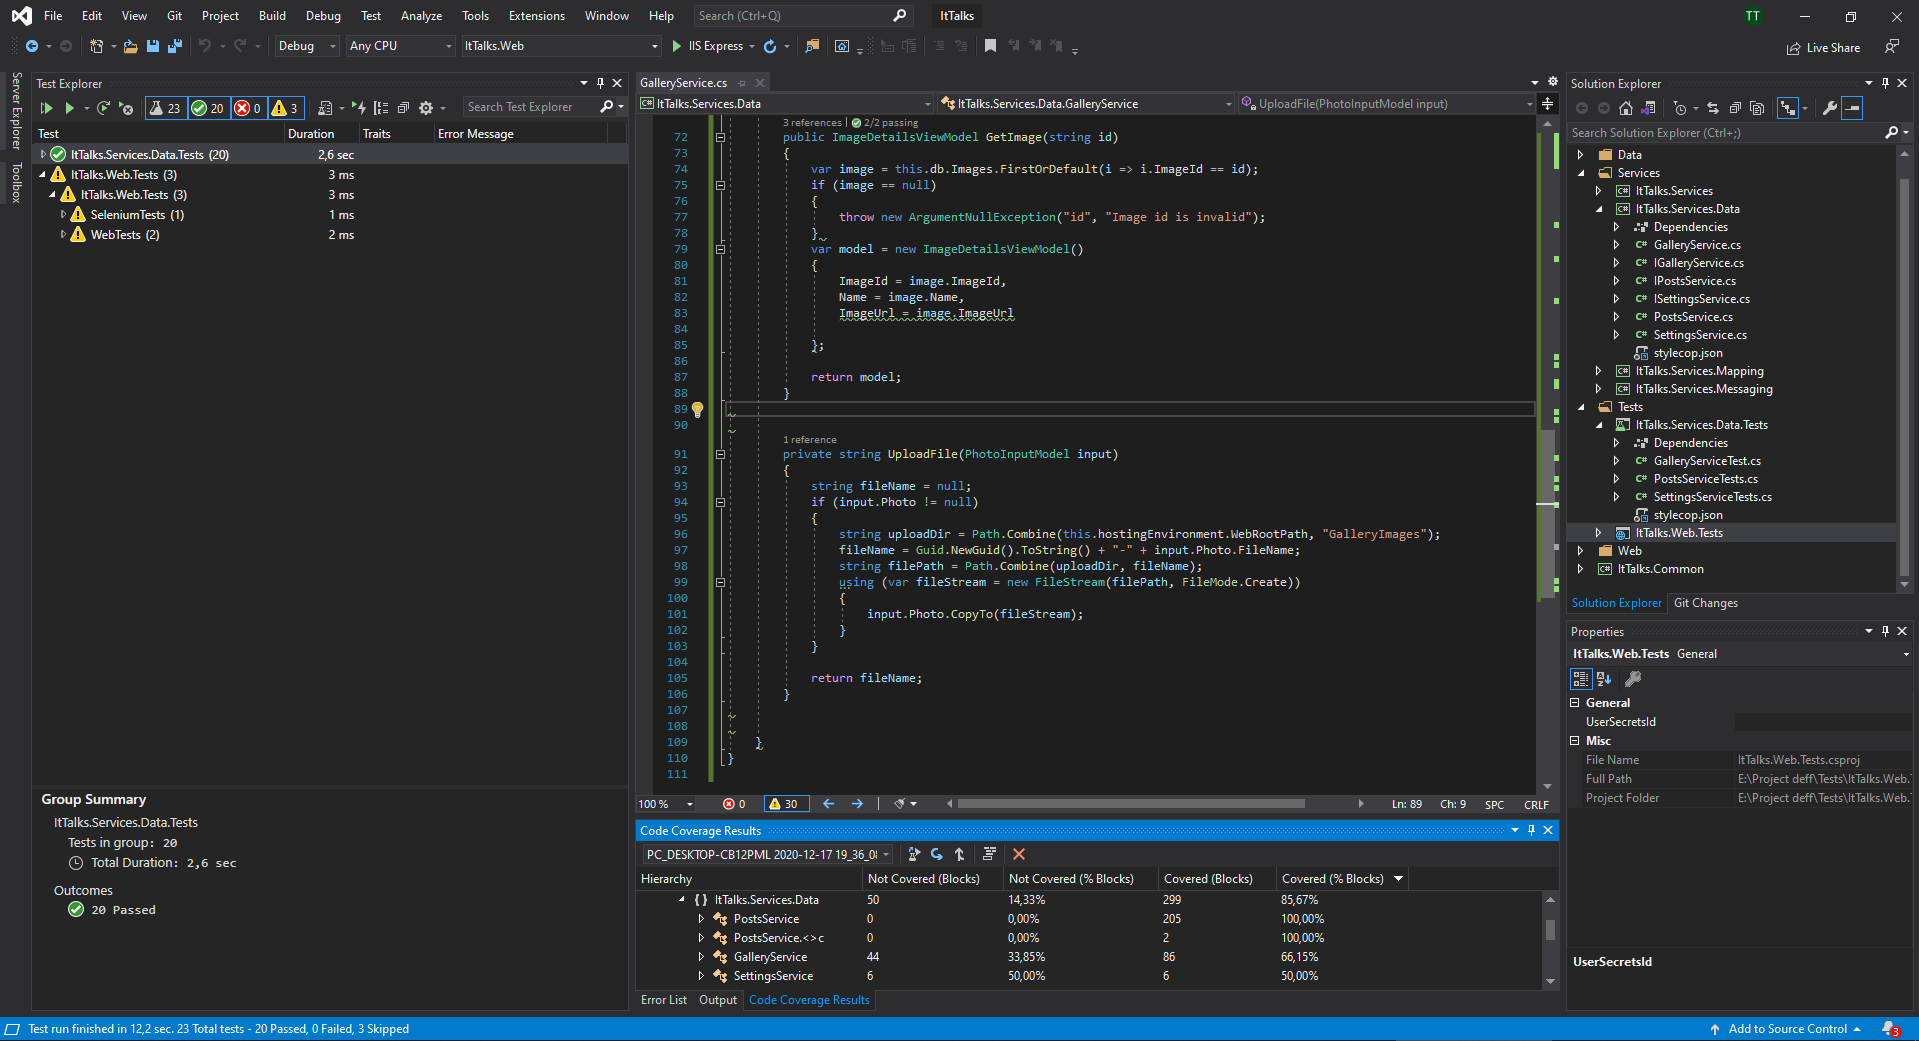 File Edit View Git Project Build Debug Test Analyze Tools Extensions Window Help Search (Ctrl+Q) ItTalks TT
Debug Any CPU ItTalks.Web IIS Express Live Share
Server Explorer
Toolbox
Test Explorer
23 20 0 3 Search Test Explorer
Test Duration Traits Error Message
ItTalks.Services.Data.Tests (20) 2,6 sec
ItTalks.Web.Tests (3) 3 ms
ItTalks.Web.Tests (3) 3 ms
SeleniumTests (1) 1 ms
WebTests (2) 2 ms
Group Summary
ItTalks.Services.Data.Tests
Tests in group: 20
Total Duration: 2,6 sec
Outcomes
20 Passed
GalleryService.cs
ItTalks.Services.Data ItTalks.Services.Data.GalleryService UploadFile(PhotoInputModel input)
3 references | 2/2 passing
72 public ImageDetailsViewModel GetImage(string id)
73 {
74 var image = this.db.Images.FirstOrDefault(i => i.ImageId == id);
75 if (image == null)
76 {
77 throw new ArgumentNullException("id", "Image id is invalid");
78 }
79 var model = new ImageDetailsViewModel()
80 {
81 ImageId = image.ImageId,
82 Name = image.Name,
83 ImageUrl = image.ImageUrl
84
85 };
86
87 return model;
88 }
89
90
1 reference
91 private string UploadFile(PhotoInputModel input)
92 {
93 string fileName = null;
94 if (input.Photo != null)
95 {
96 string uploadDir = Path.Combine(this.hostingEnvironment.WebRootPath, "GalleryImages");
97 fileName = Guid.NewGuid().ToString() + "-" + input.Photo.FileName;
98 string filePath = Path.Combine(uploadDir, fileName);
99 using (var fileStream = new FileStream(filePath, FileMode.Create))
100 {
101 input.Photo.CopyTo(fileStream);
102 }
103 }
104
105 return fileName;
106 }
107
108
109 }
110 }
111
100 % 0 30 Ln: 89 Ch: 9 SPC CRLF
Code Coverage Results
PC_DESKTOP-CB12PML 2020-12-17 19_36_0
Hierarchy Not Covered (Blocks) Not Covered (% Blocks) Covered (Blocks) Covered (% Blocks)
{ } ItTalks.Services.Data 50 14,33% 299 85,67%
PostsService 0 0,00% 205 100,00%
PostsService.<>c 0 0,00% 2 100,00%
GalleryService 44 33,85% 86 66,15%
SettingsService 6 50,00% 6 50,00%
Error List Output Code Coverage Results
Solution Explorer
Search Solution Explorer (Ctrl+;)
Data
Services
ItTalks.Services
ItTalks.Services.Data
Dependencies
GalleryService.cs
IGalleryService.cs
IPostsService.cs
ISettingsService.cs
PostsService.cs
SettingsService.cs
stylecop.json
ItTalks.Services.Mapping
ItTalks.Services.Messaging
Tests
ItTalks.Services.Data.Tests
Dependencies
GalleryServiceTest.cs
PostsServiceTests.cs
SettingsServiceTests.cs
stylecop.json
ItTalks.Web.Tests
Web
ItTalks.Common
Solution Explorer Git Changes
Properties
ItTalks.Web.Tests General
General
UserSecretsId
Misc
File Name ItTalks.Web.Tests.csproj
Full Path E:\Project deff\Tests\ItTalks.Web.
Project Folder E:\Project deff\Tests\ItTalks.Web.
UserSecretsId
Test run finished in 12,2 sec. 23 Total tests - 20 Passed, 0 Failed, 3 Skipped Add to Source Control 3